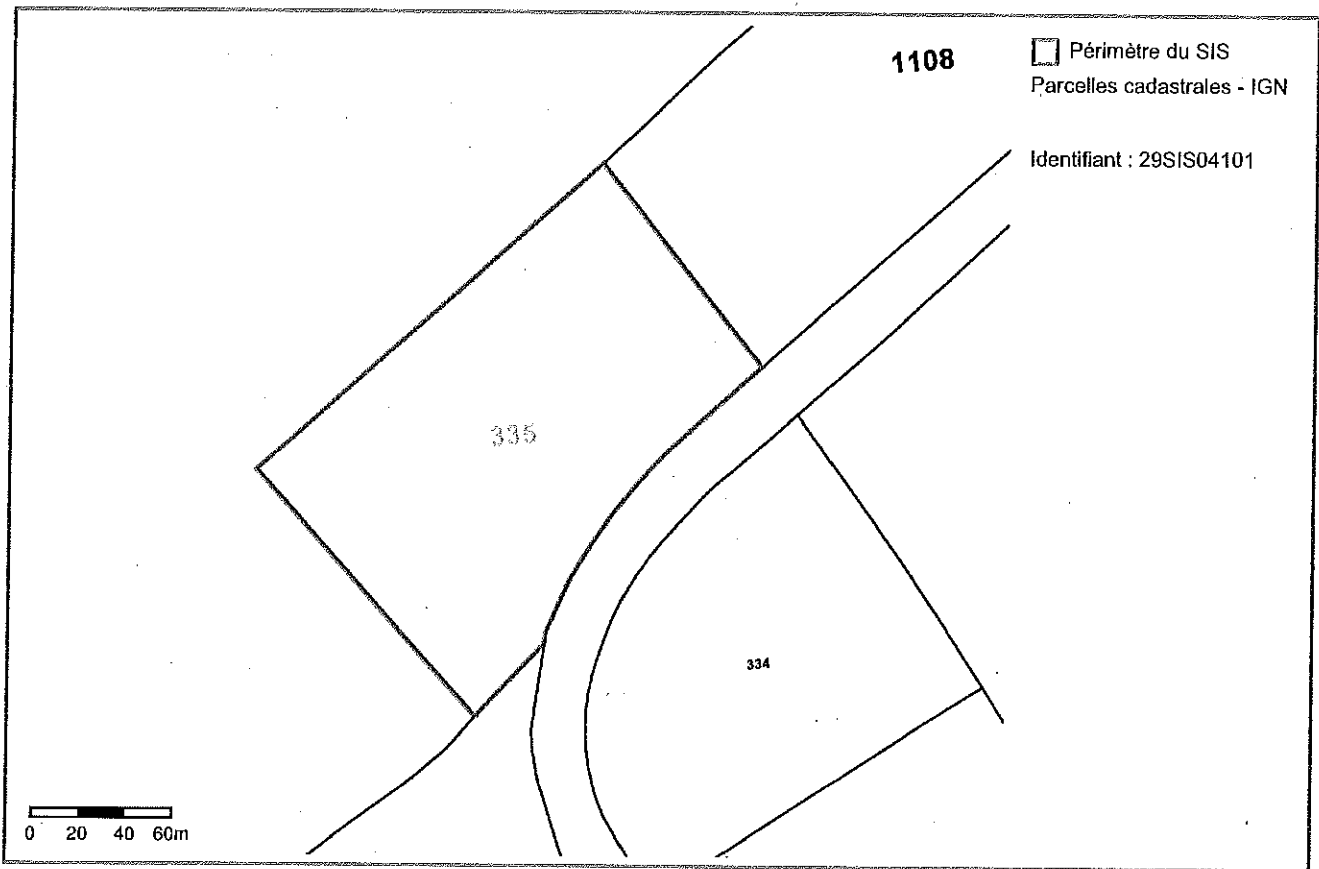 1108
Périmètre du SIS
Parcelles cadastrales - IGN
Identifiant : 29SIS04101
335
334
0 20 40 60m